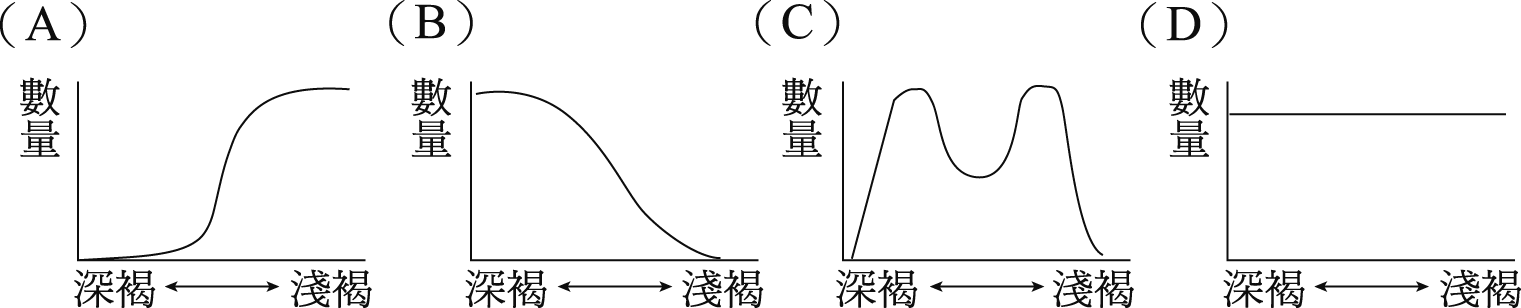 (A) (B) (C) (D)
數量 數量 數量 數量
深褐 淺褐 深褐 淺褐 深褐 淺褐 深褐 淺褐